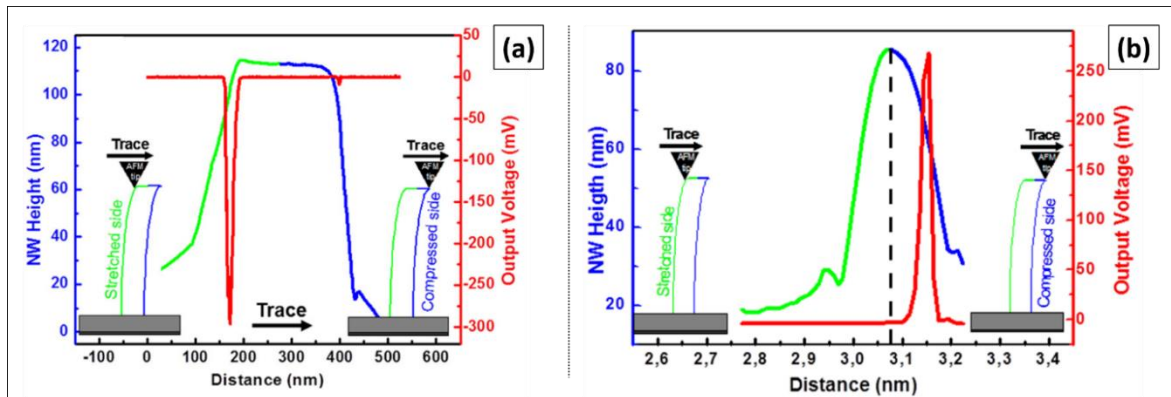 (a)
NW Height (nm)
120
100
80
60
40
20
0
Trace
AFM
tip
Stretched side
Trace
Trace
AFM
tip
Compressed side
50
0
-50
-100
-150
-200
-250
-300
Output Voltage (mV)
-100 0 100 200 300 400 500 600
Distance (nm)
(b)
NW Heigth (nm)
80
60
40
20
Trace
AFM
tip
Stretched side
Trace
AFM
tip
Compressed side
250
200
150
100
50
0
Output Voltage (mV)
2,6 2,7 2,8 2,9 3,0 3,1 3,2 3,3 3,4
Distance (nm)